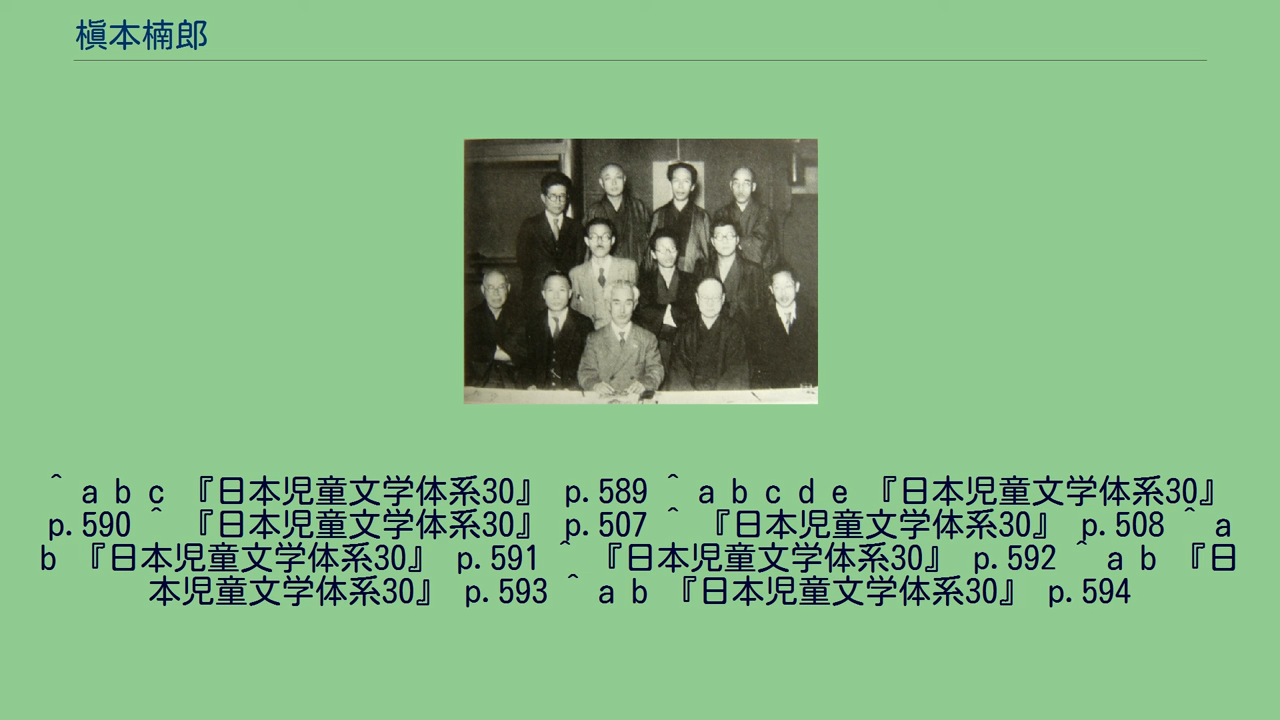 槇本楠郎
^ a b c 『日本児童文学体系30』 p.589 ^ a b c d e 『日本児童文学体系30』
p.590 ^ 『日本児童文学体系30』 p.507 ^ 『日本児童文学体系30』 p.508 ^ a
b 『日本児童文学体系30』 p.591 ^ 『日本児童文学体系30』 p.592 ^ a b 『日
本児童文学体系30』 p.593 ^ a b 『日本児童文学体系30』 p.594